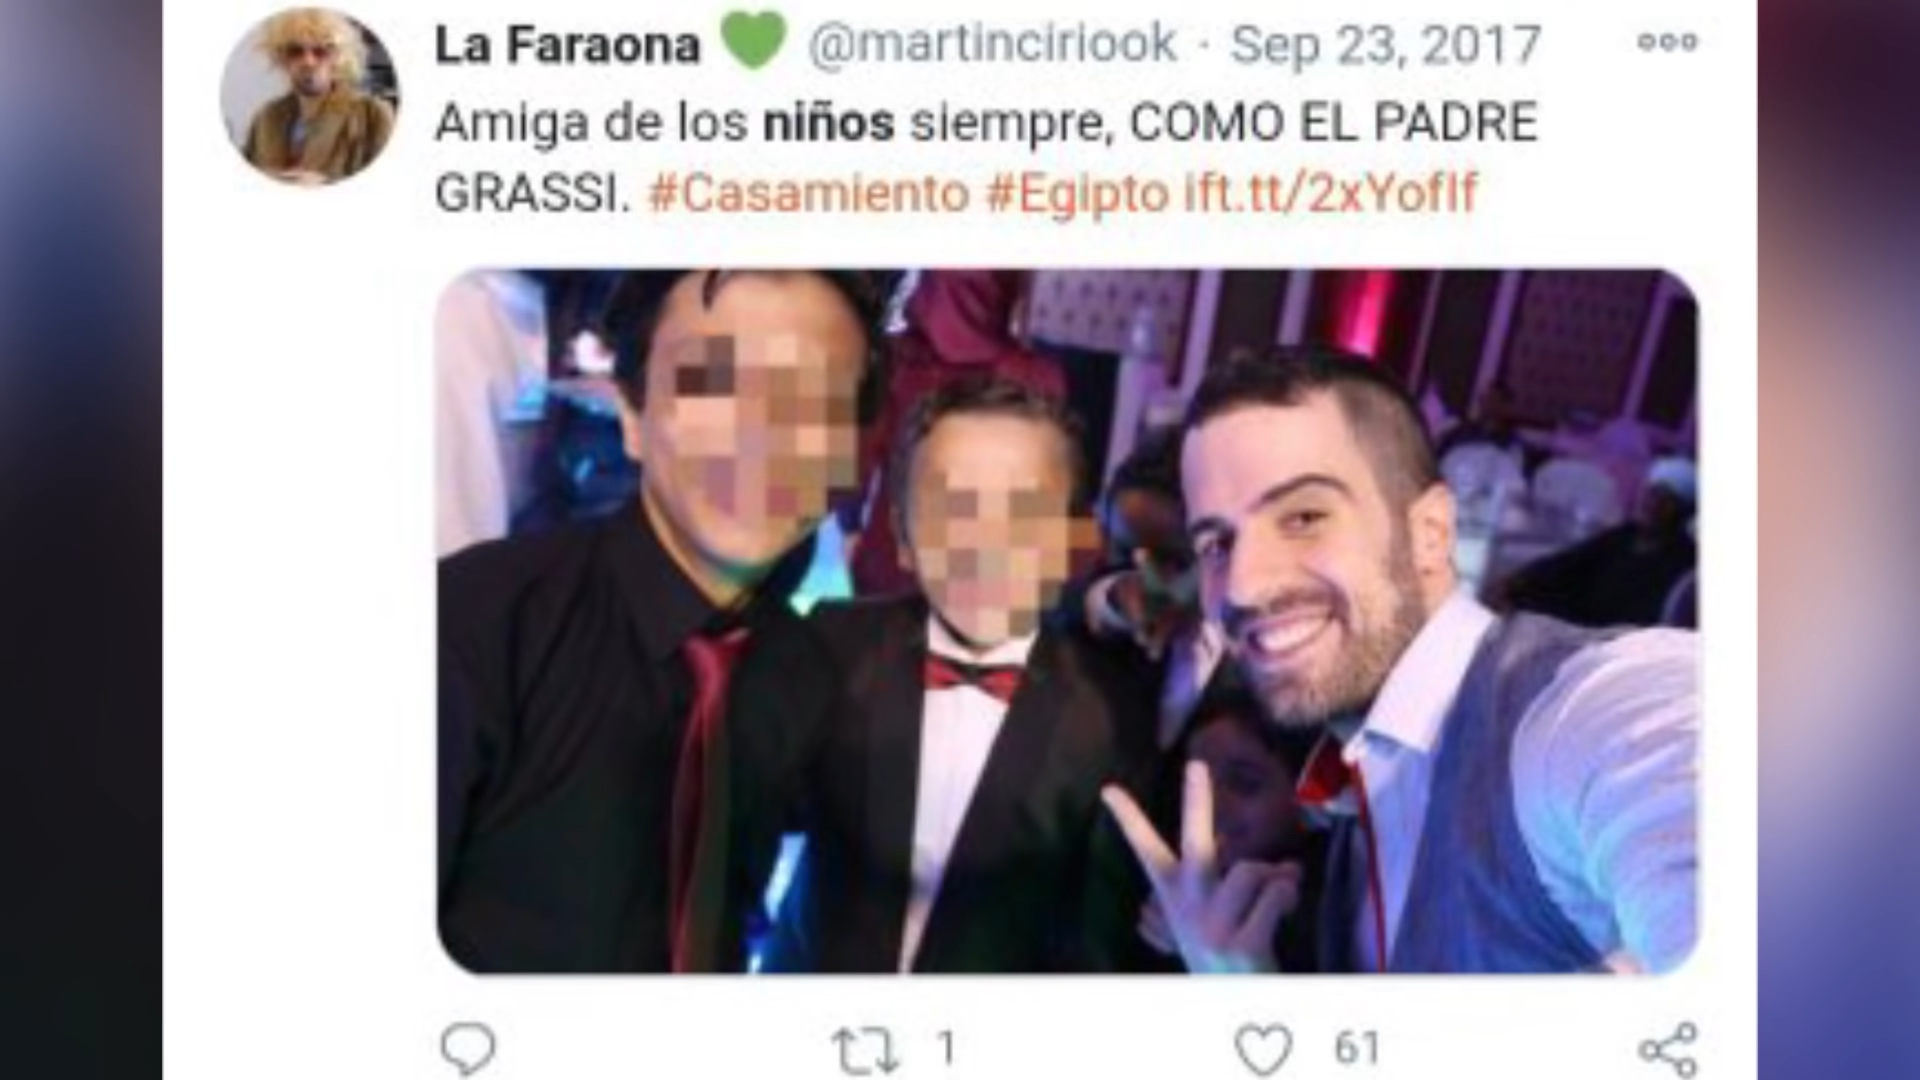 La Faraona 💚 @martinciriook · Sep 23, 2017
Amiga de los niños siempre, COMO EL PADRE
GRASSI. #Casamiento #Egipto ift.tt/2xYoflf
1 61